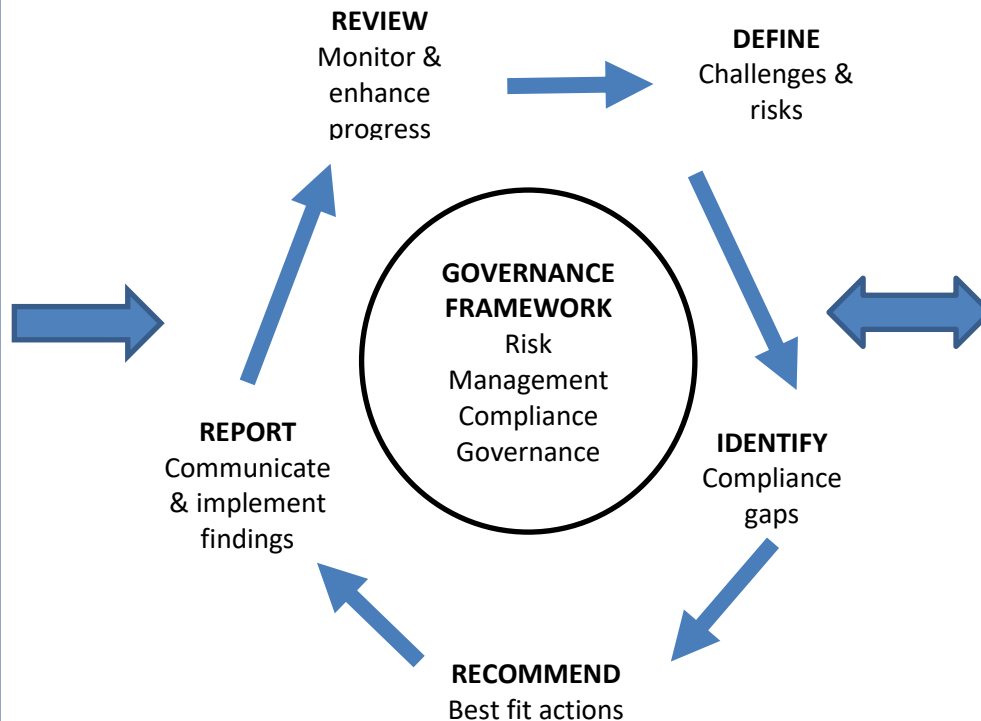 REVIEW
Monitor &
enhance
progress
DEFINE
Challenges &
risks
GOVERNANCE
FRAMEWORK
Risk
Management
Compliance
Governance
IDENTIFY
Compliance
gaps
RECOMMEND
Best fit actions
REPORT
Communicate
& implement
findings